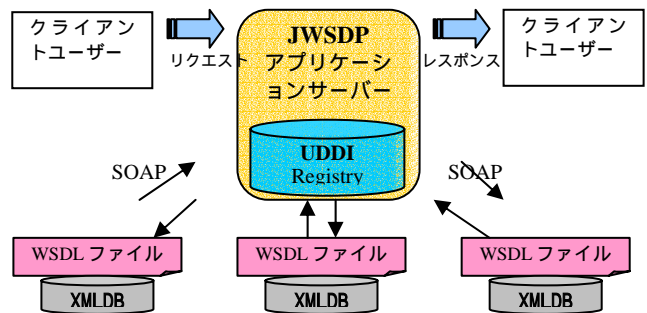 クライアン
トユーザー
リクエスト
JWSDP
アプリケーシ
ョンサーバー
レスポンス
クライアン
トユーザー
UDDI
Registry
SOAP
SOAP
WSDL ファイル
WSDL ファイル
WSDL ファイル
XMLDB
XMLDB
XMLDB